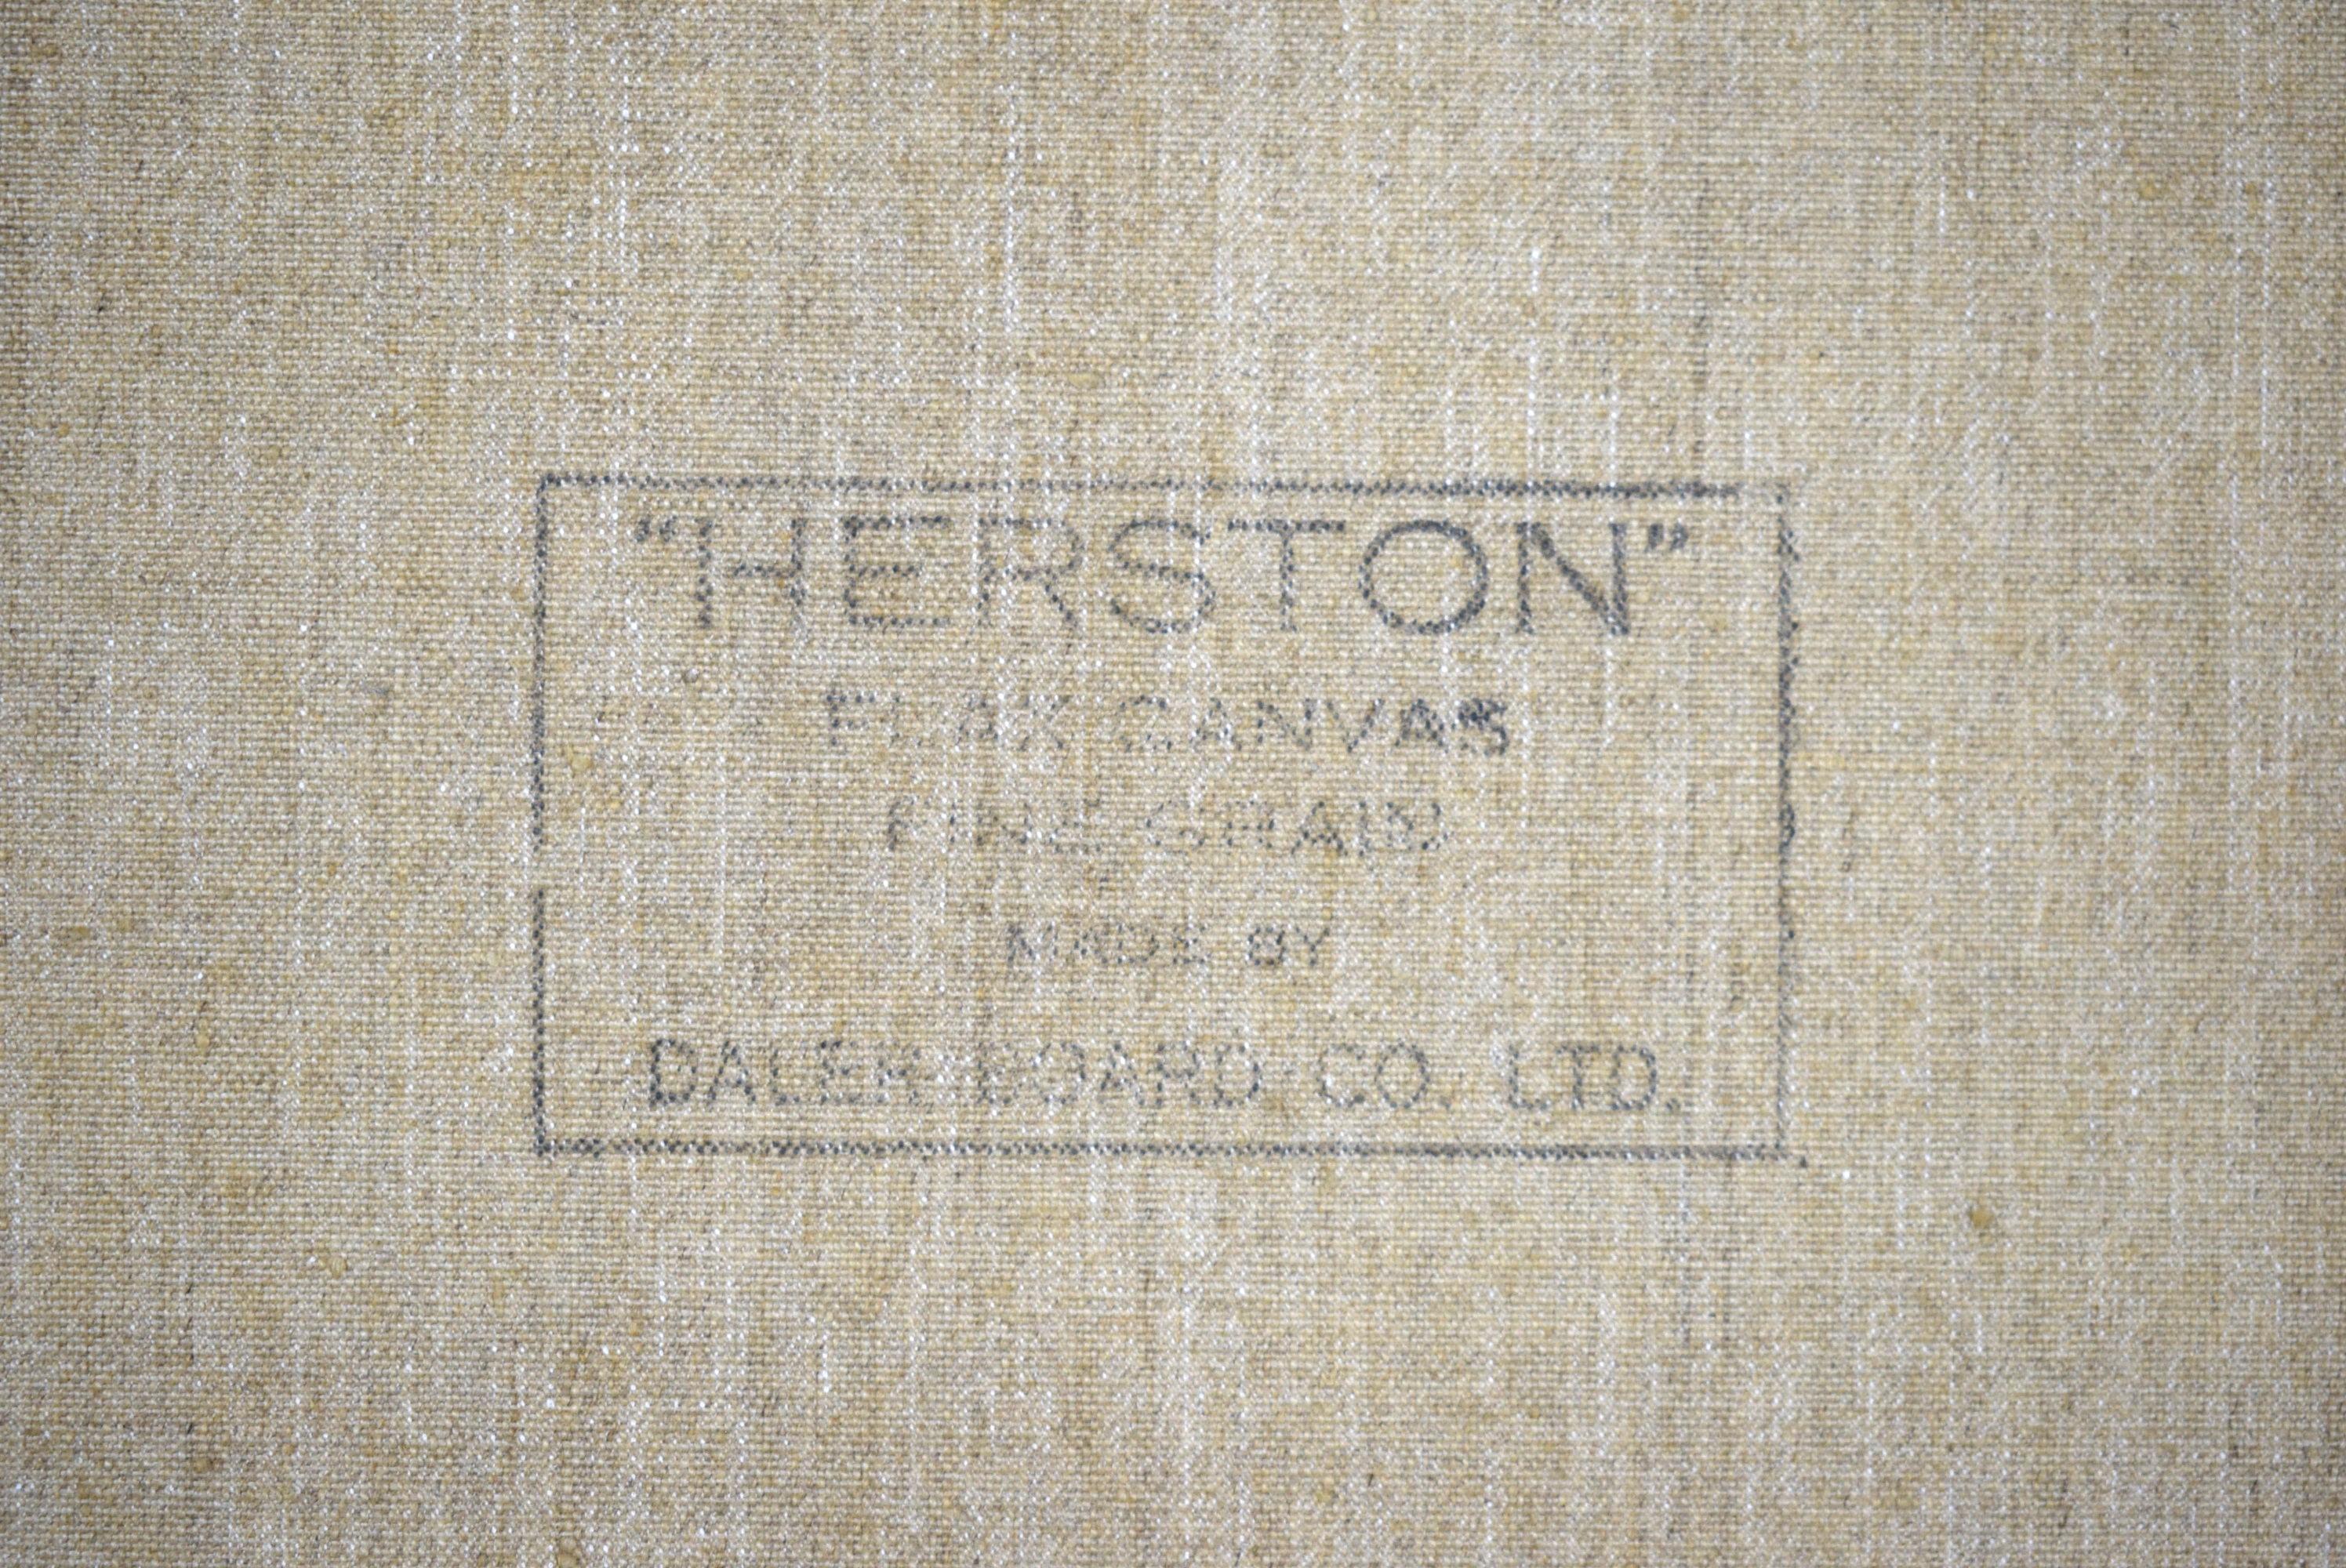 “HERSTON”
FLAX CANVAS
FINE GRAIN
MADE BY
DALER BOARD CO. LTD.